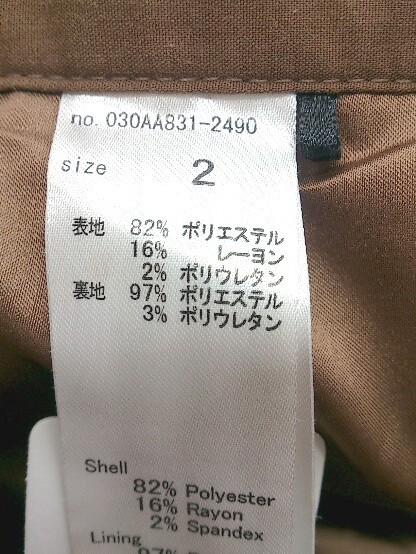 no. 030AA831-2490
size 2
表地 82% ポリエステル
16% レーヨン
2% ポリウレタン
裏地 97% ポリエステル
3% ポリウレタン
Shell
82% Polyester
16% Rayon
2% Spandex
Lining
97%